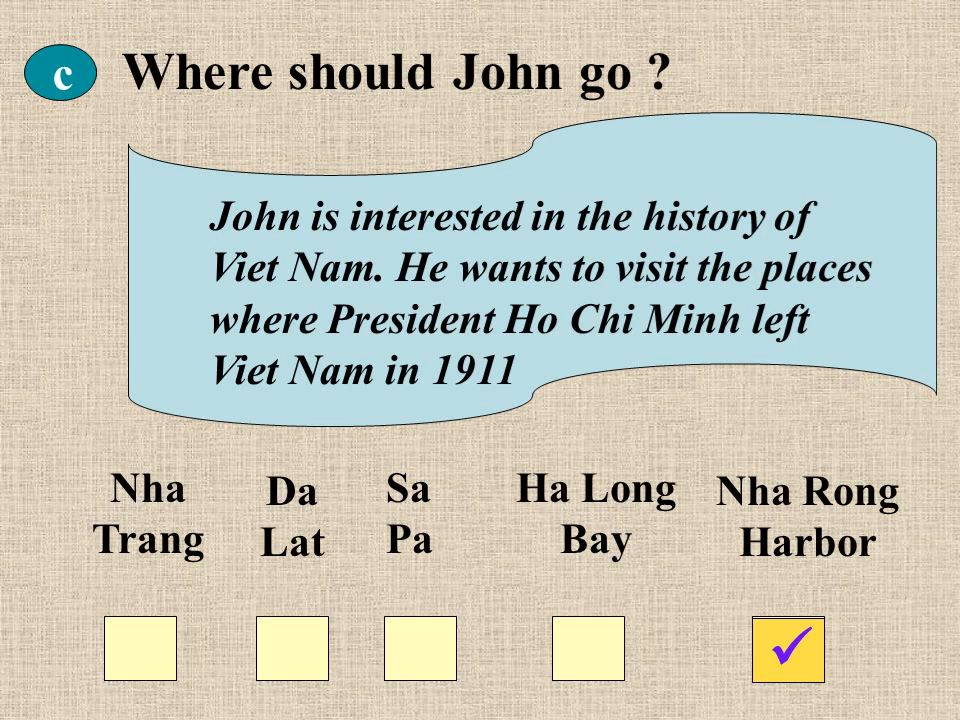 c Where should John go ?
John is interested in the history of
Viet Nam. He wants to visit the places
where President Ho Chi Minh left
Viet Nam in 1911
Nha
Trang
Da
Lat
Sa
Pa
Ha Long
Bay
Nha Rong
Harbor
✓